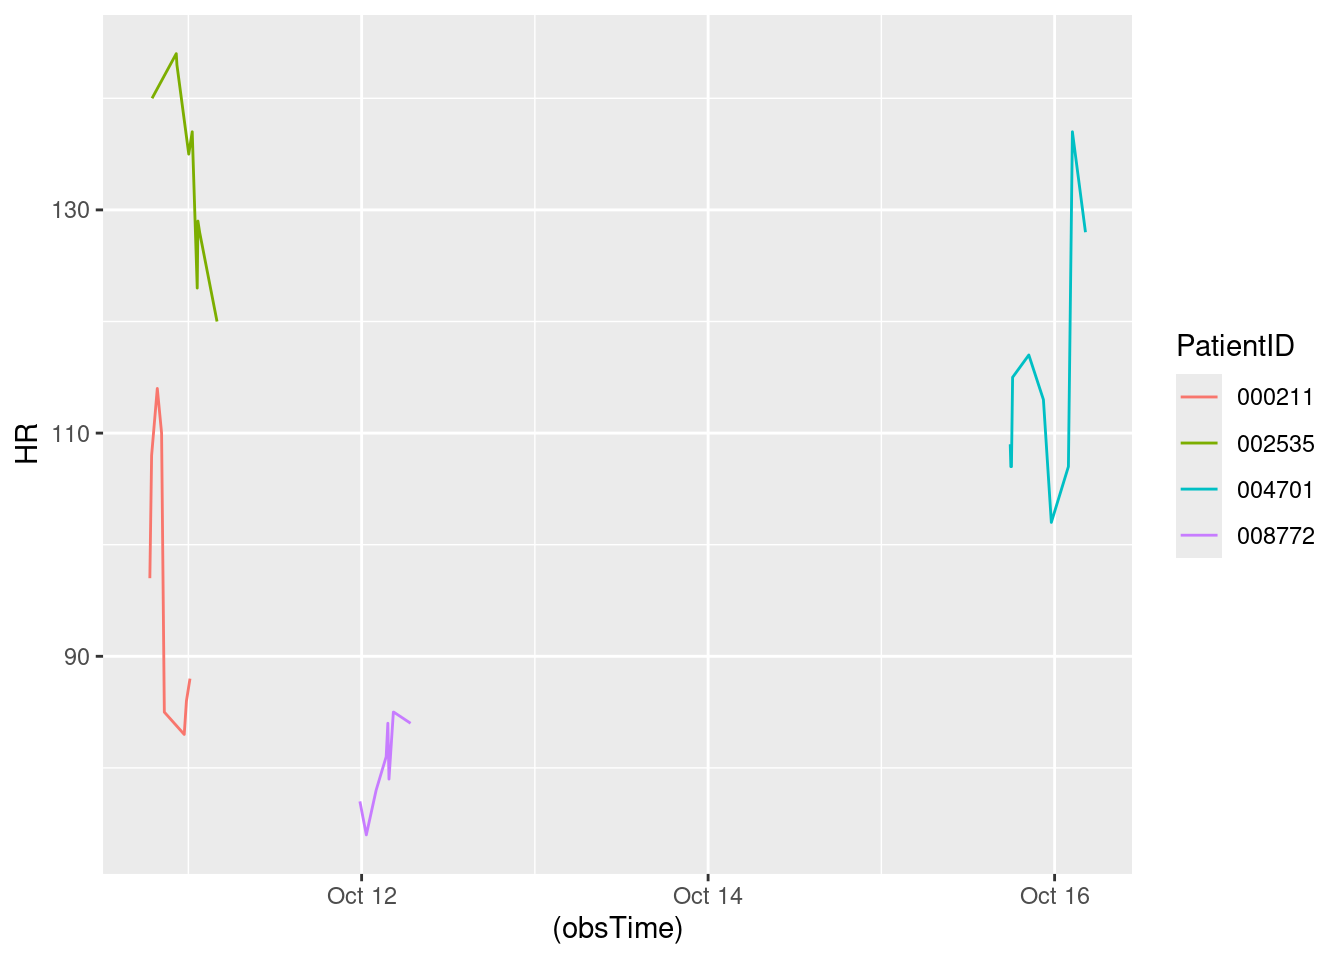 HR
130
110
90
Oct 12
Oct 14
Oct 16
(obsTime)
PatientID
000211
002535
004701
008772